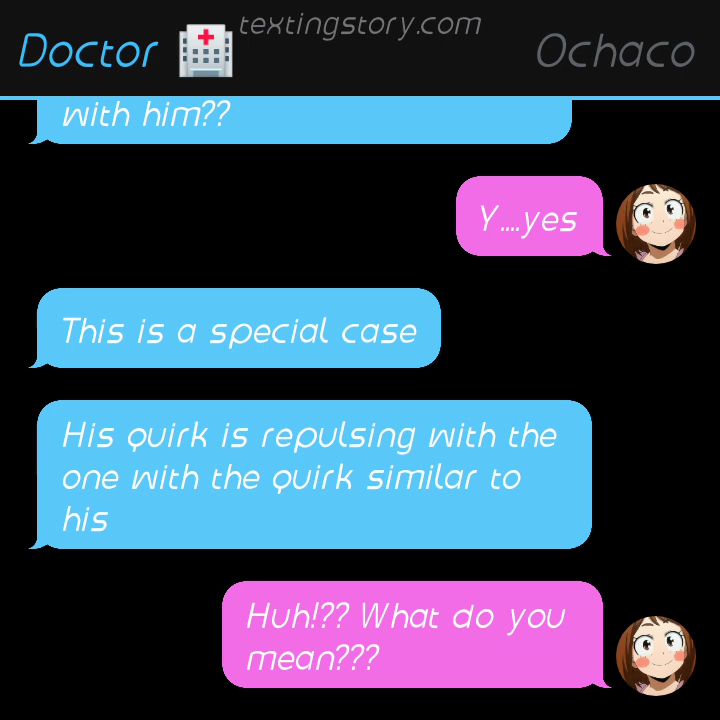 textingstory.com
Doctor 🏥
Ochaco
with him??
Y....yes
This is a special case
His quirk is repulsing with the
one with the quirk similar to
his
Huh!?? What do you
mean???